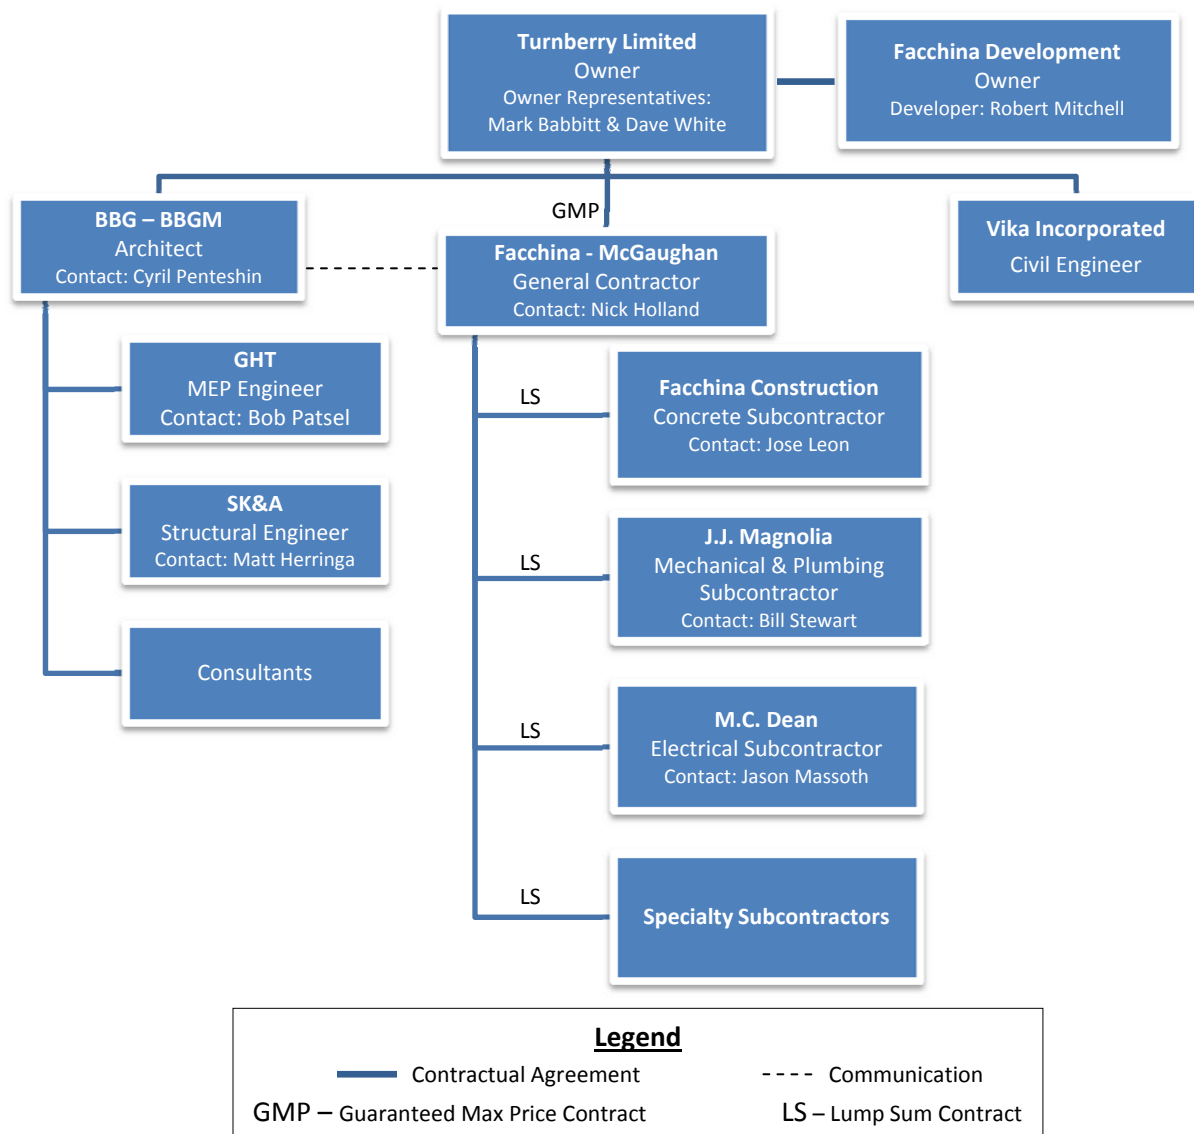 Turnberry Limited
Owner
Owner Representatives:
Mark Babbitt & Dave White
Facchina Development
Owner
Developer: Robert Mitchell
GMP
BBG – BBGM
Architect
Contact: Cyril Penteshin
Facchina - McGaughan
General Contractor
Contact: Nick Holland
Vika Incorporated
Civil Engineer
GHT
MEP Engineer
Contact: Bob Patsel
SK&A
Structural Engineer
Contact: Matt Herringa
Consultants
LS
Facchina Construction
Concrete Subcontractor
Contact: Jose Leon
LS
J.J. Magnolia
Mechanical & Plumbing
Subcontractor
Contact: Bill Stewart
LS
M.C. Dean
Electrical Subcontractor
Contact: Jason Massoth
LS
Specialty Subcontractors
Legend
Contractual Agreement
Communication
GMP – Guaranteed Max Price Contract
LS – Lump Sum Contract